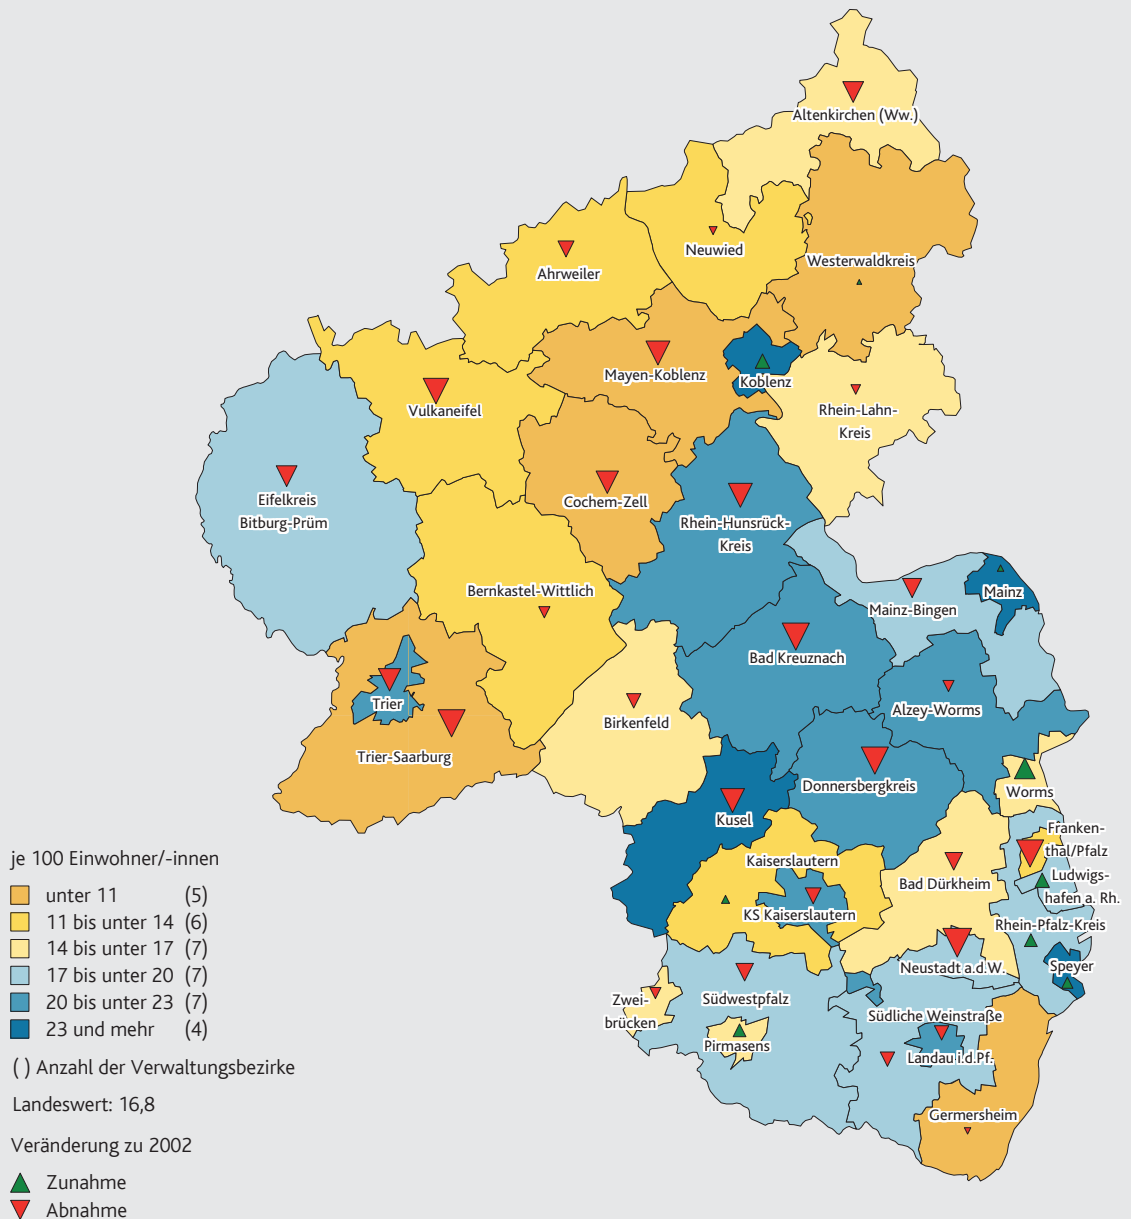 Altenkirchen (Ww.)
Neuwied
Westerwaldkreis
Ahrweiler
Mayen-Koblenz
Koblenz
Rhein-Lahn-
Kreis
Vulkaneifel
Eifelkreis
Bitburg-Prüm
Cochem-Zell
Rhein-Hunsrück-
Kreis
Bernkastel-Wittlich
Mainz-Bingen
Mainz
Bad Kreuznach
Trier
Birkenfeld
Alzey-Worms
Trier-Saarburg
Donnersbergkreis
Worms
Kusel
Franken-
thal/Pfalz
Kaiserslautern
Bad Dürkheim
Ludwigs-
hafen a. Rh.
KS Kaiserslautern
Rhein-Pfalz-Kreis
Neustadt a.d.W.
Speyer
Südwestpfalz
Zwei-
brücken
Südliche Weinstraße
Pirmasens
Landau i.d.Pf.
Germersheim
je 100 Einwohner/-innen
unter 11 (5)
11 bis unter 14 (6)
14 bis unter 17 (7)
17 bis unter 20 (7)
20 bis unter 23 (7)
23 und mehr (4)
( ) Anzahl der Verwaltungsbezirke
Landeswert: 16,8
Veränderung zu 2002
Zunahme
Abnahme